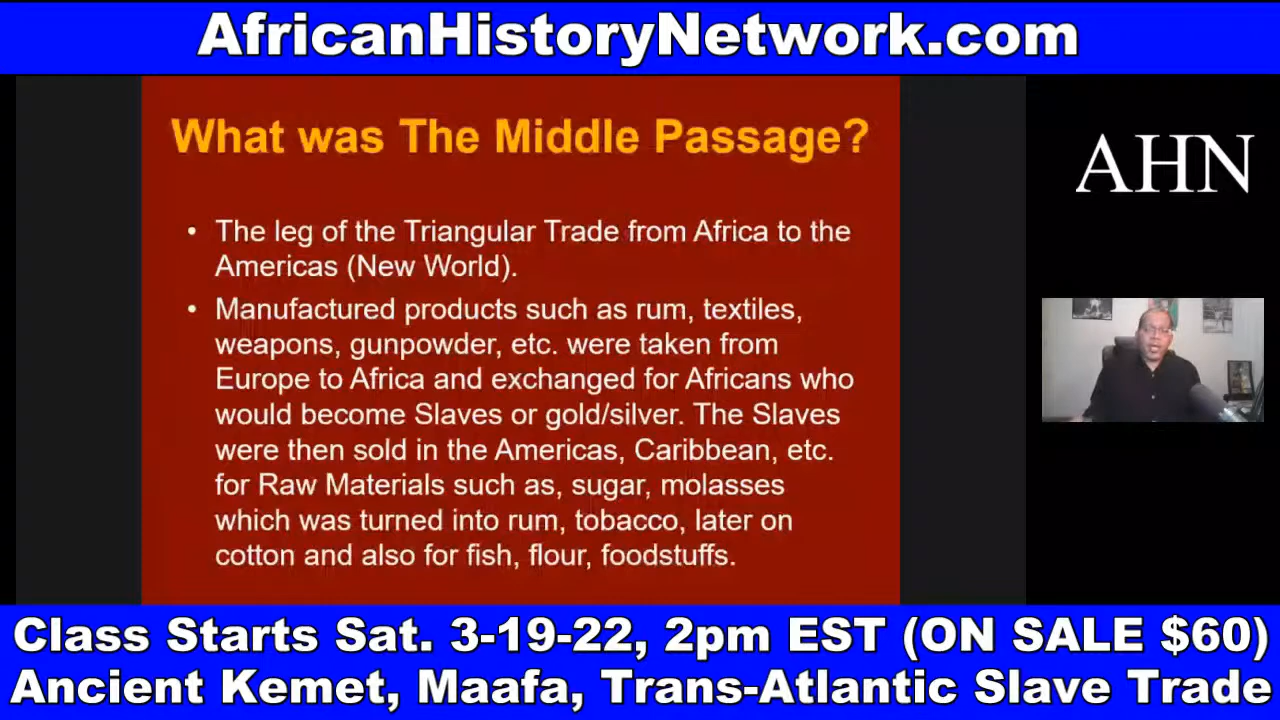 AfricanHistoryNetwork.com
What was The Middle Passage?
• The leg of the Triangular Trade from Africa to the
Americas (New World).
• Manufactured products such as rum, textiles,
weapons, gunpowder, etc. were taken from
Europe to Africa and exchanged for Africans who
would become Slaves or gold/silver. The Slaves
were then sold in the Americas, Caribbean, etc.
for Raw Materials such as, sugar, molasses
which was turned into rum, tobacco, later on
cotton and also for fish, flour, foodstuffs.
AHN
Class Starts Sat. 3-19-22, 2pm EST (ON SALE $60)
Ancient Kemet, Maafa, Trans-Atlantic Slave Trade